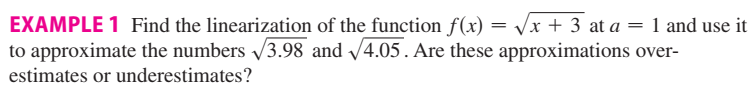 EXAMPLE 1 Find the linearization of the function f(x) = √(x + 3) at a = 1 and use it
to approximate the numbers √3.98 and √4.05. Are these approximations over-
estimates or underestimates?